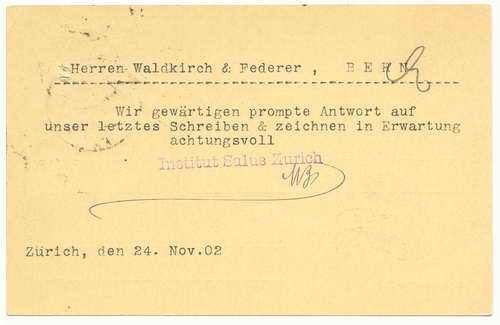 Herren Waldkirch & Federer , BERN
Wir gewärtigen prompte Antwort auf
unser letztes Schreiben & zeichnen in Erwartung
achtungsvoll
Institut Salus Zurich
Zürich, den 24. Nov.02